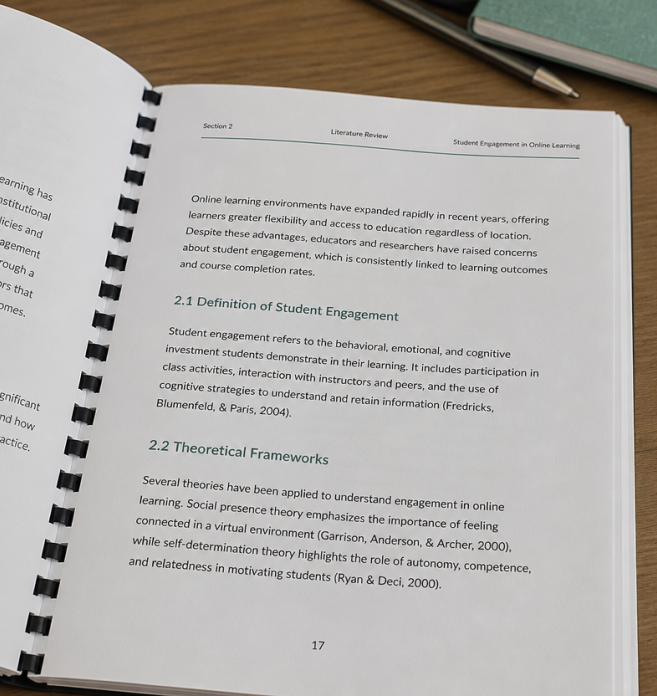 earning has
nstitutional
licies and
agement
rough a
ors that
omes.
gnificant
nd how
actice.
Section 2
Literature Review
Student Engagement in Online Learning
Online learning environments have expanded rapidly in recent years, offering
learners greater flexibility and access to education regardless of location.
Despite these advantages, educators and researchers have raised concerns
about student engagement, which is consistently linked to learning outcomes
and course completion rates.
2.1 Definition of Student Engagement
Student engagement refers to the behavioral, emotional, and cognitive
investment students demonstrate in their learning. It includes participation in
class activities, interaction with instructors and peers, and the use of
cognitive strategies to understand and retain information (Fredricks,
Blumenfeld, & Paris, 2004).
2.2 Theoretical Frameworks
Several theories have been applied to understand engagement in online
learning. Social presence theory emphasizes the importance of feeling
connected in a virtual environment (Garrison, Anderson, & Archer, 2000),
while self-determination theory highlights the role of autonomy, competence,
and relatedness in motivating students (Ryan & Deci, 2000).
17